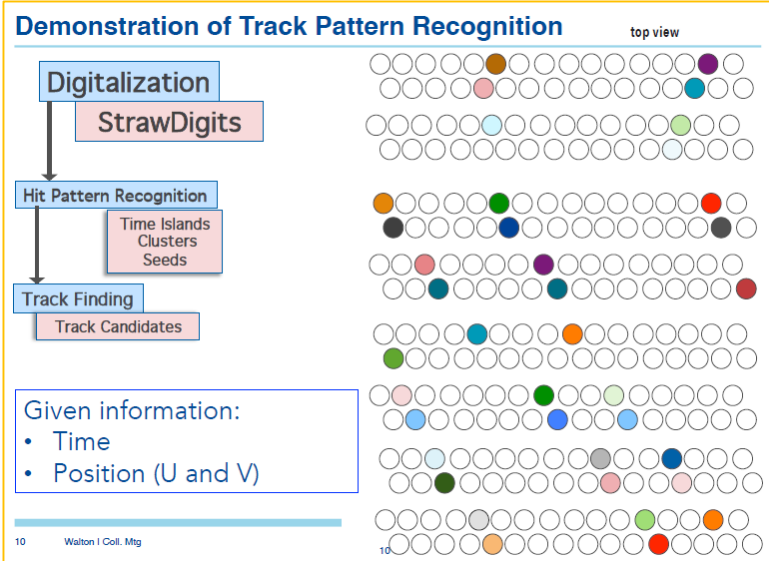 Demonstration of Track Pattern Recognition
top view
Digitalization
StrawDigits
Hit Pattern Recognition
Time Islands
Clusters
Seeds
Track Finding
Track Candidates
Given information:
• Time
• Position (U and V)
10 Walton I Coll. Mtg
10